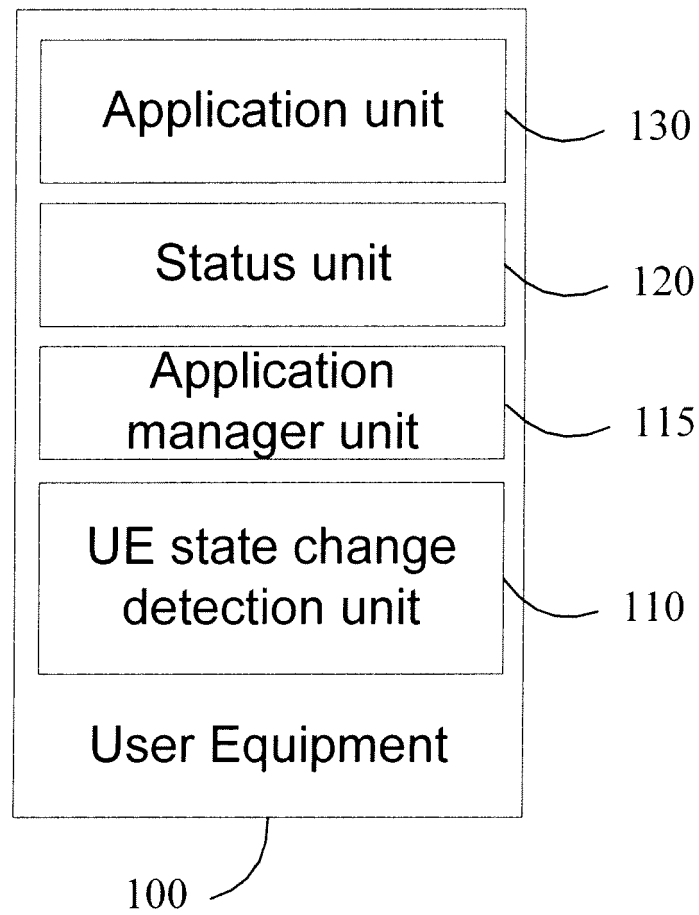 Application unit
130
Status unit
120
Application
manager unit
115
UE state change
detection unit
110
User Equipment
100